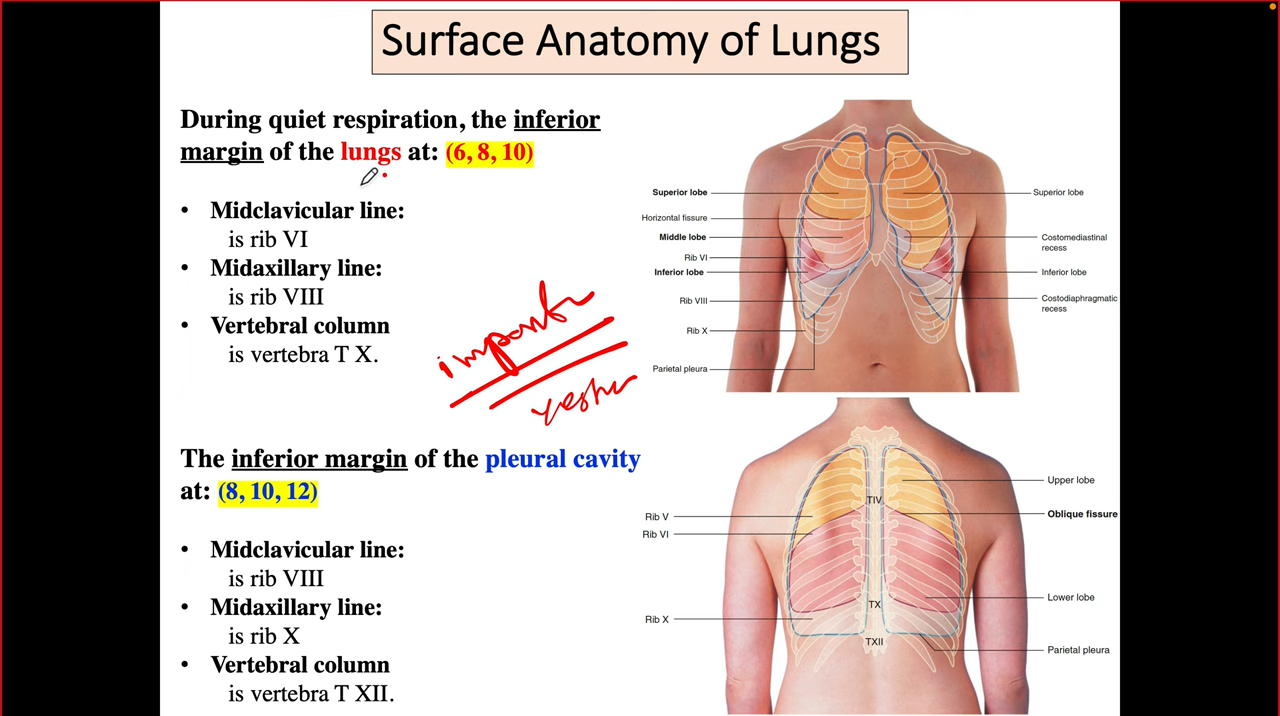 Surface Anatomy of Lungs
During quiet respiration, the inferior
margin of the lungs at: (6, 8, 10)
• Midclavicular line:
is rib VI
• Midaxillary line:
is rib VIII
• Vertebral column
is vertebra T X.
The inferior margin of the pleural cavity
at: (8, 10, 12)
• Midclavicular line:
is rib VIII
• Midaxillary line:
is rib X
• Vertebral column
is vertebra T XII.
Superior lobe
Horizontal fissure
Middle lobe
Rib VI
Inferior lobe
Rib VIII
Rib X
Parietal pleura
Superior lobe
Costomediastinal
recess
Inferior lobe
Costodiaphragmatic
recess
Rib V
Rib VI
Rib X
TIV
TX
TXII
Upper lobe
Oblique fissure
Lower lobe
Parietal pleura